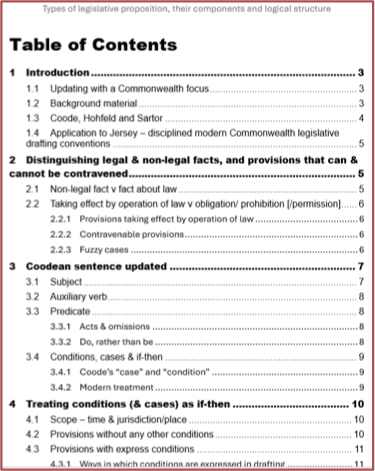 Types of legislative proposition, their components and logical structure
Table of Contents
1 Introduction 3
1.1 Updating with a Commonwealth focus 3
1.2 Background material 3
1.3 Coode, Hohfeld and Sartor 4
1.4 Application to Jersey – disciplined modern Commonwealth legislative
drafting conventions 5
2 Distinguishing legal & non-legal facts, and provisions that can &
cannot be contravened 5
2.1 Non-legal fact v fact about law 5
2.2 Taking effect by operation of law v obligation/ prohibition [/permission] 6
2.2.1 Provisions taking effect by operation of law 6
2.2.2 Contravenable provisions 6
2.2.3 Fuzzy cases 6
3 Coodean sentence updated 7
3.1 Subject 7
3.2 Auxiliary verb 8
3.3 Predicate 8
3.3.1 Acts & omissions 8
3.3.2 Do, rather than be 8
3.4 Conditions, cases & if-then 9
3.4.1 Coode's "case" and "condition" 9
3.4.2 Modern treatment 9
4 Treating conditions (& cases) as if-then 10
4.1 Scope – time & jurisdiction/place 10
4.2 Provisions without any other conditions 10
4.3 Provisions with express conditions 11
4.3.1 Ways in which conditions are expressed in drafting 11